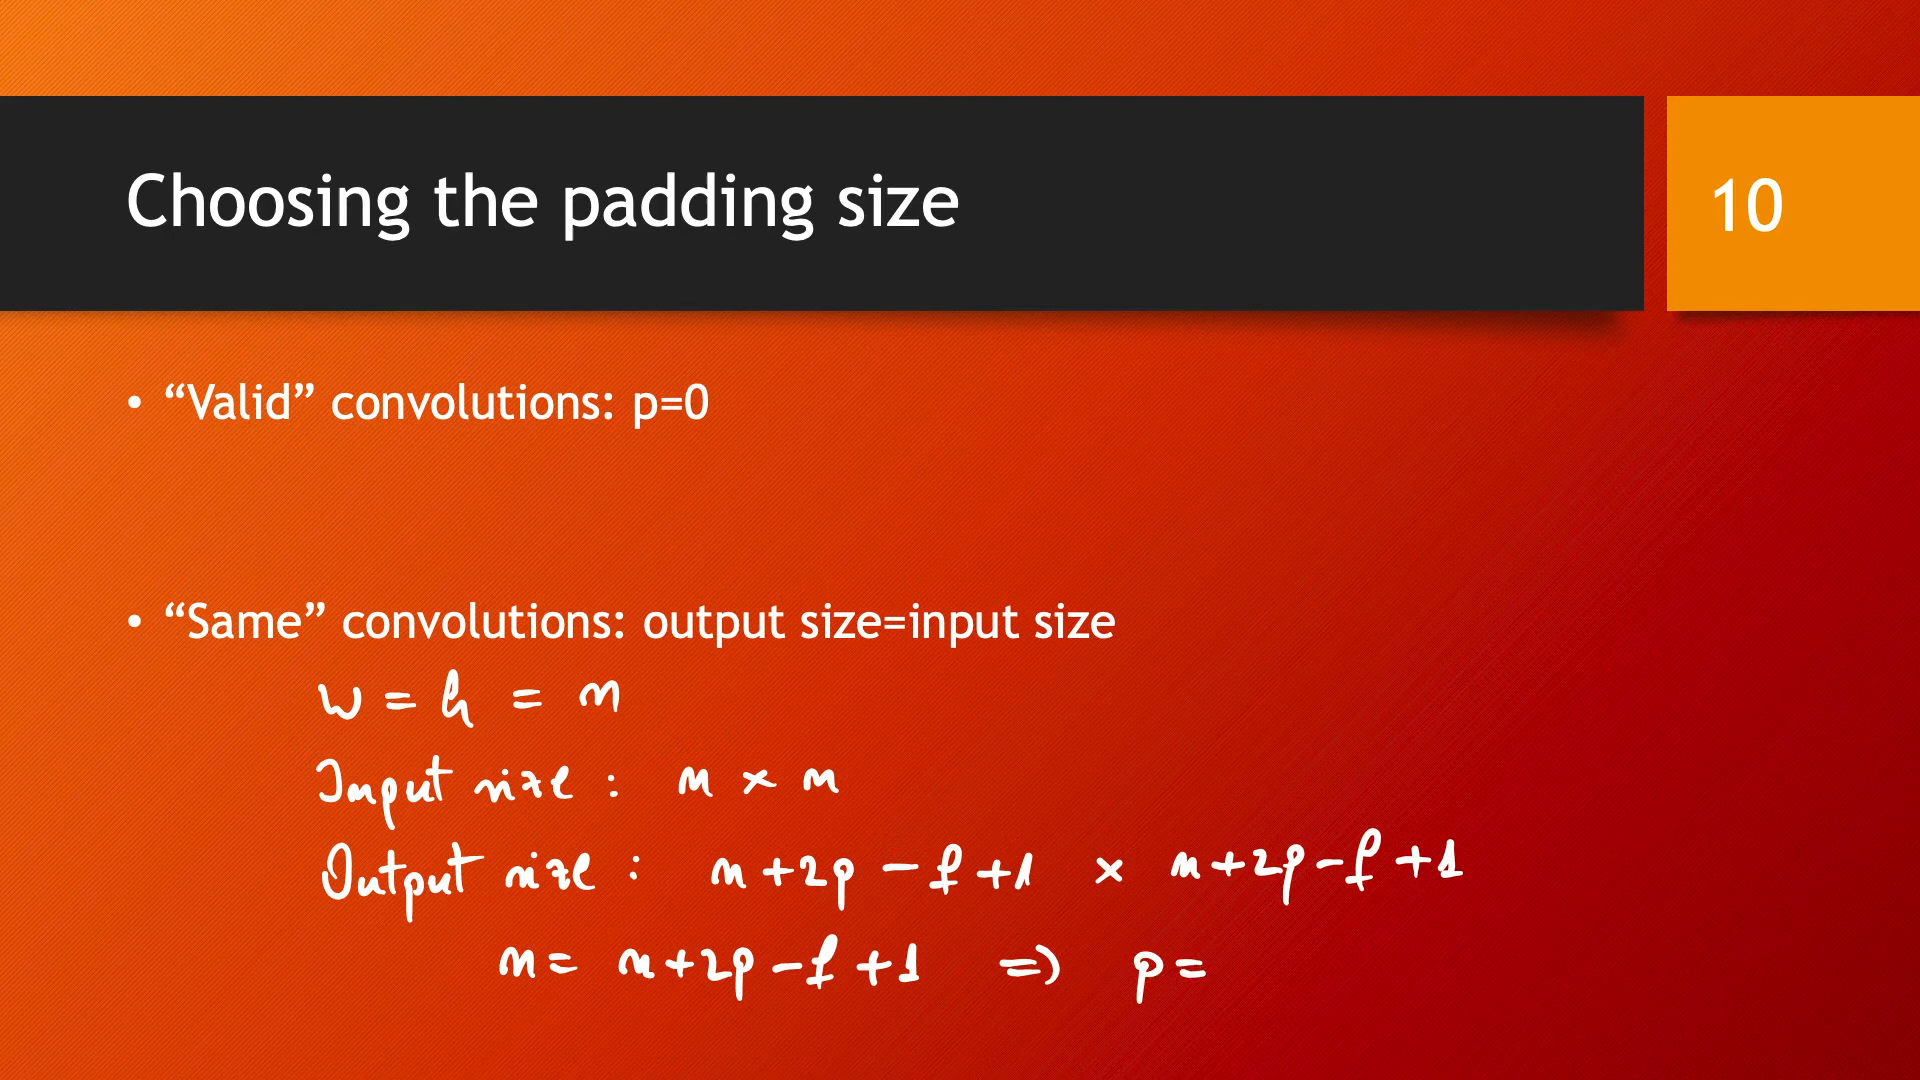 Choosing the padding size
10
• “Valid” convolutions: p=0
• “Same” convolutions: output size=input size
w = h = n
Input size : n × n
Output size : n+2p-f+1 × n+2p-f+1
n= n+2p-f+1 => p=